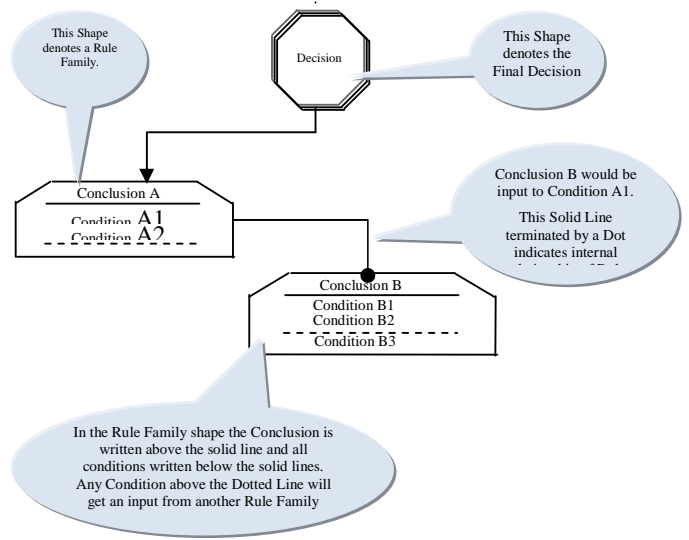 This Shape
denotes a Rule
Family.
Decision
This Shape
denotes the
Final Decision
Conclusion A
Condition A1
Condition A2
Conclusion B would be
input to Condition A1.
This Solid Line
terminated by a Dot
indicates internal
Conclusion B
Condition B1
Condition B2
Condition B3
In the Rule Family shape the Conclusion is
written above the solid line and all
conditions written below the solid lines.
Any Condition above the Dotted Line will
get an input from another Rule Family